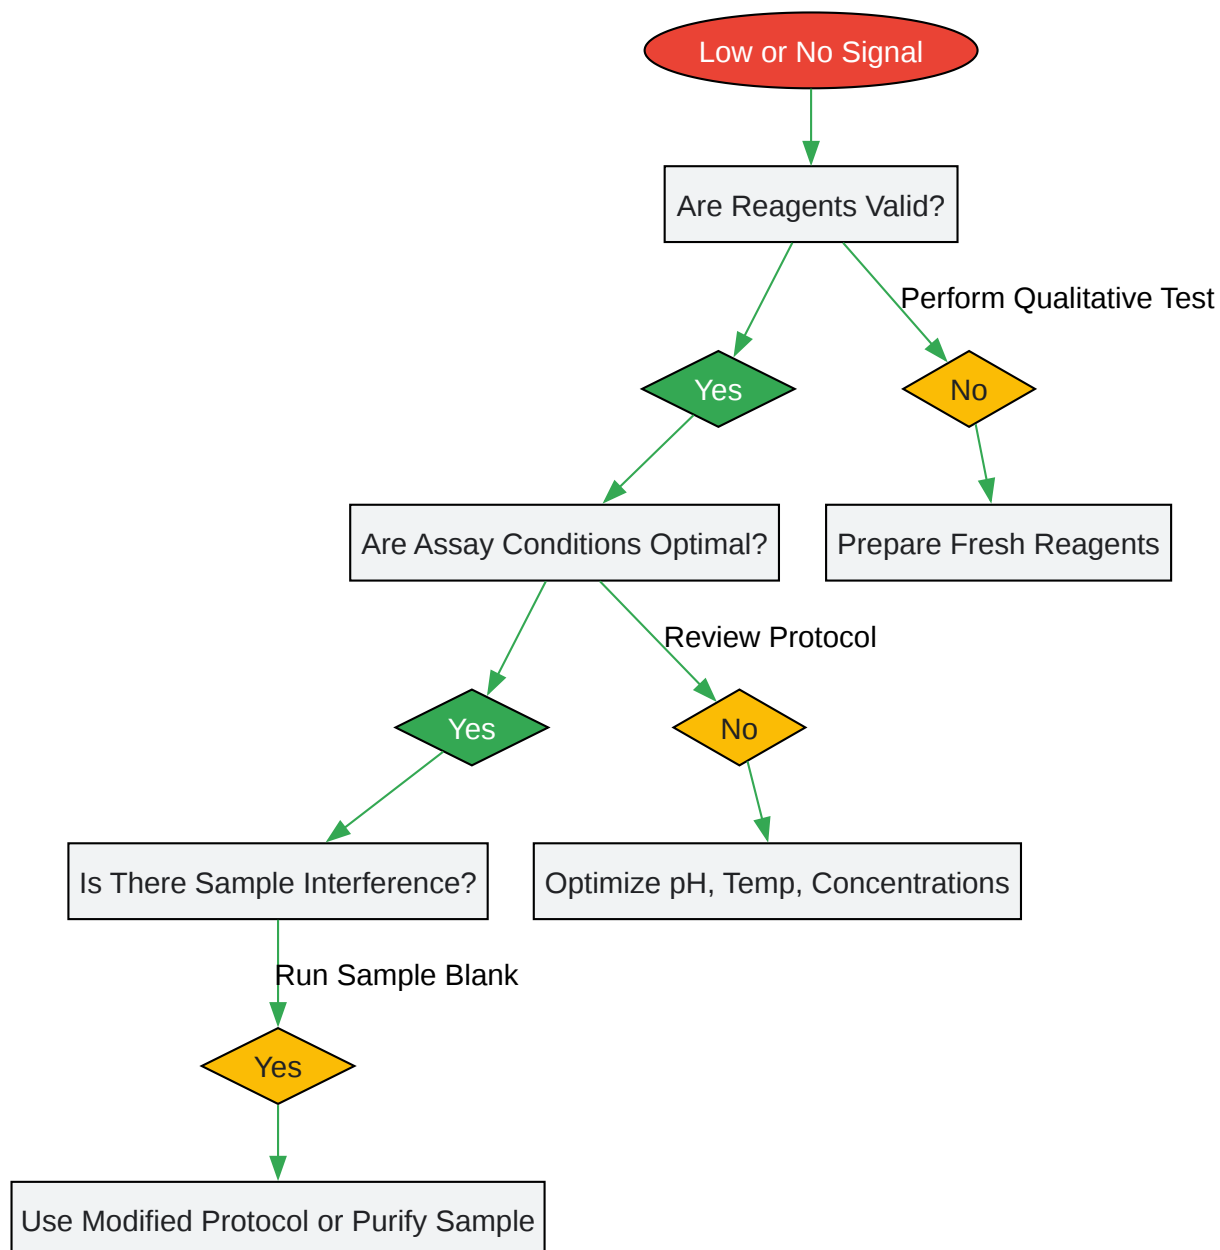 Low or No Signal
Are Reagents Valid?
Perform Qualitative Test
Yes
No
Are Assay Conditions Optimal?
Prepare Fresh Reagents
Review Protocol
Yes
No
Is There Sample Interference?
Optimize pH, Temp, Concentrations
Run Sample Blank
Yes
Use Modified Protocol or Purify Sample